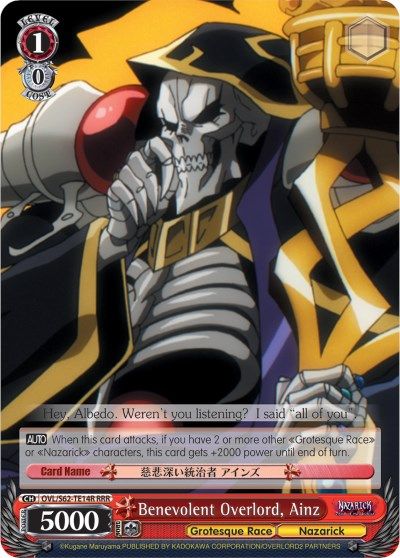 LEVEL
1
0
COST
Hey, Albedo. Weren't you listening? I said "all of you".
AUTO When this card attacks, if you have 2 or more other «Grotesque Race»
or «Nazarick» characters, this card gets +2000 power until end of turn.
Card Name 慈悲深い統治者 アインズ
CH OVL/S62-TE14R RRR
POWER 5000
Benevolent Overlord, Ainz
NAZARICK
Grotesque Race Nazarick
©Kugane Maruyama,PUBLISHED BY KADOKAWA CORPORATION/OVERLORD2 PARTNERS